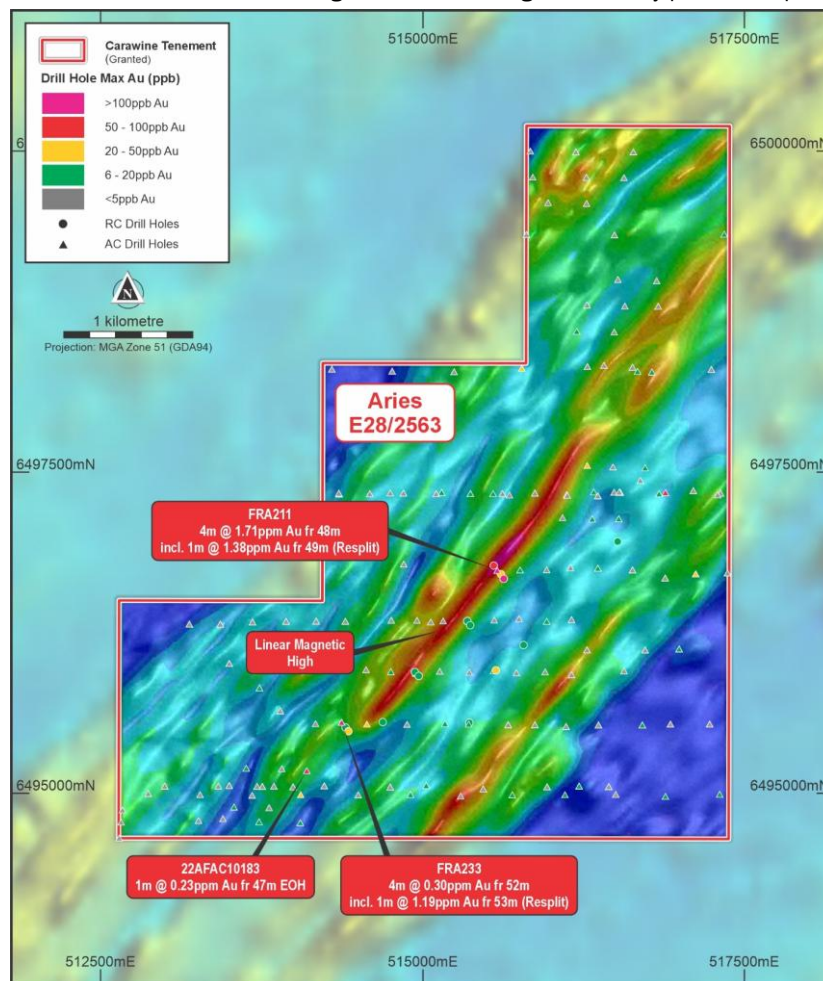 515000mE
517500mE
Carawine Tenement
(Granted)
Drill Hole Max Au (ppb)
>100ppb Au
50 - 100ppb Au
20 - 50ppb Au
6 - 20ppb Au
<5ppb Au
RC Drill Holes
AC Drill Holes
6500000mN
N
1 kilometre
Projection: MGA Zone 51 (GDA94)
Aries
E28/2563
6497500mN
6497500mN
FRA211
4m @ 1.71ppm Au fr 48m
incl. 1m @ 1.38ppm Au fr 49m (Resplit)
Linear Magnetic
High
6495000mN
6495000mN
22AFAC10183
1m @ 0.23ppm Au fr 47m EOH
FRA233
4m @ 0.30ppm Au fr 52m
incl. 1m @ 1.19ppm Au fr 53m (Resplit)
512500mE
515000mE
517500mE